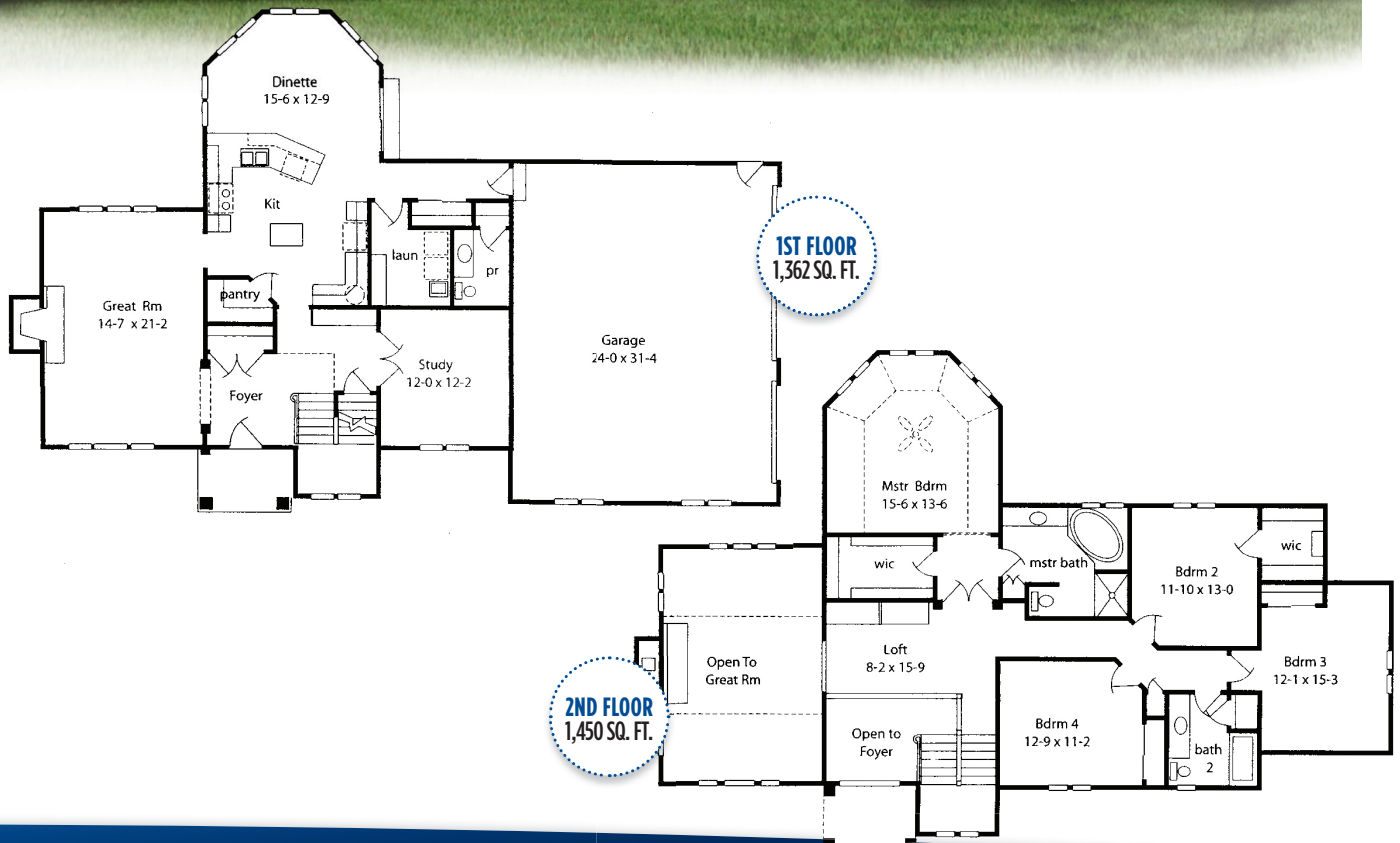 Dinette
15-6 x 12-9
Kit
laun
pr
pantry
Great Rm
14-7 x 21-2
Foyer
Study
12-0 x 12-2
Garage
24-0 x 31-4
1ST FLOOR
1,362 SQ. FT.
Mstr Bdrm
15-6 x 13-6
wic
mstr bath
Bdrm 2
11-10 x 13-0
wic
Loft
8-2 x 15-9
Open To
Great Rm
Bdrm 3
12-1 x 15-3
2ND FLOOR
1,450 SQ. FT.
Open to
Foyer
Bdrm 4
12-9 x 11-2
bath
2